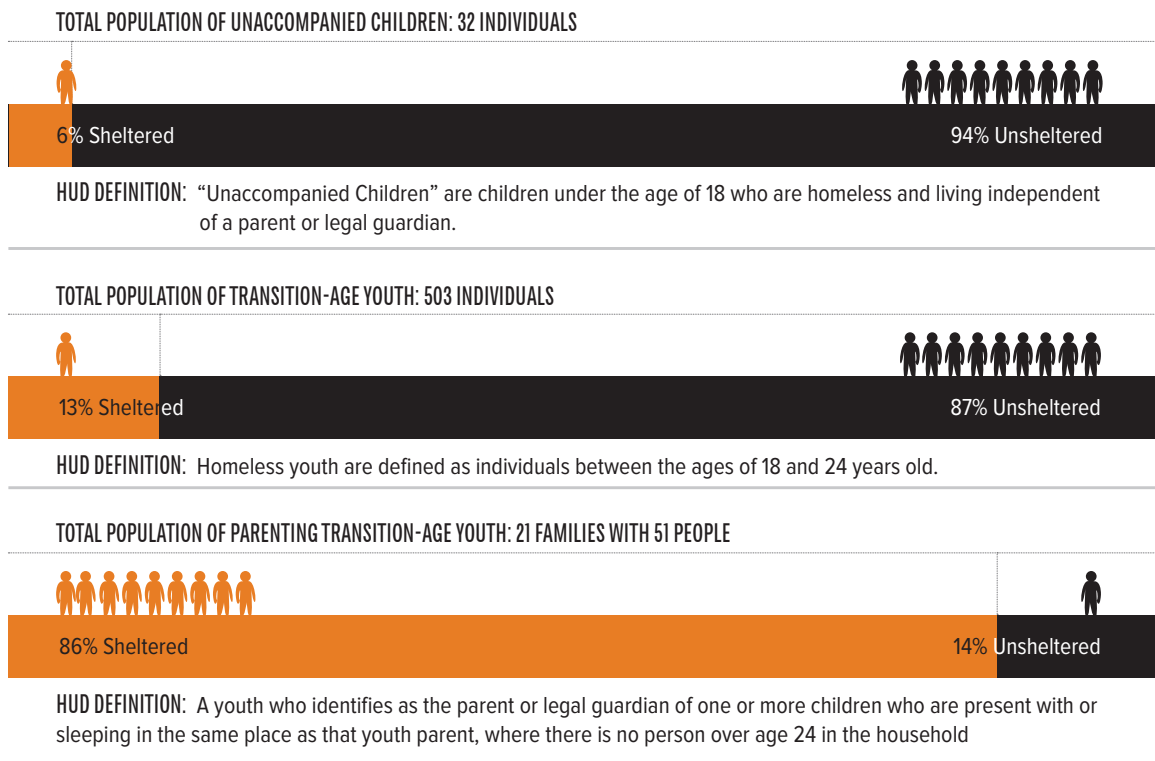 TOTAL POPULATION OF UNACCOMPANIED CHILDREN: 32 INDIVIDUALS
6% Sheltered
94% Unsheltered
HUD DEFINITION: “Unaccompanied Children” are children under the age of 18 who are homeless and living independent
of a parent or legal guardian.
TOTAL POPULATION OF TRANSITION-AGE YOUTH: 503 INDIVIDUALS
13% Sheltered
87% Unsheltered
HUD DEFINITION: Homeless youth are defined as individuals between the ages of 18 and 24 years old.
TOTAL POPULATION OF PARENTING TRANSITION-AGE YOUTH: 21 FAMILIES WITH 51 PEOPLE
86% Sheltered
14% Unsheltered
HUD DEFINITION: A youth who identifies as the parent or legal guardian of one or more children who are present with or
sleeping in the same place as that youth parent, where there is no person over age 24 in the household